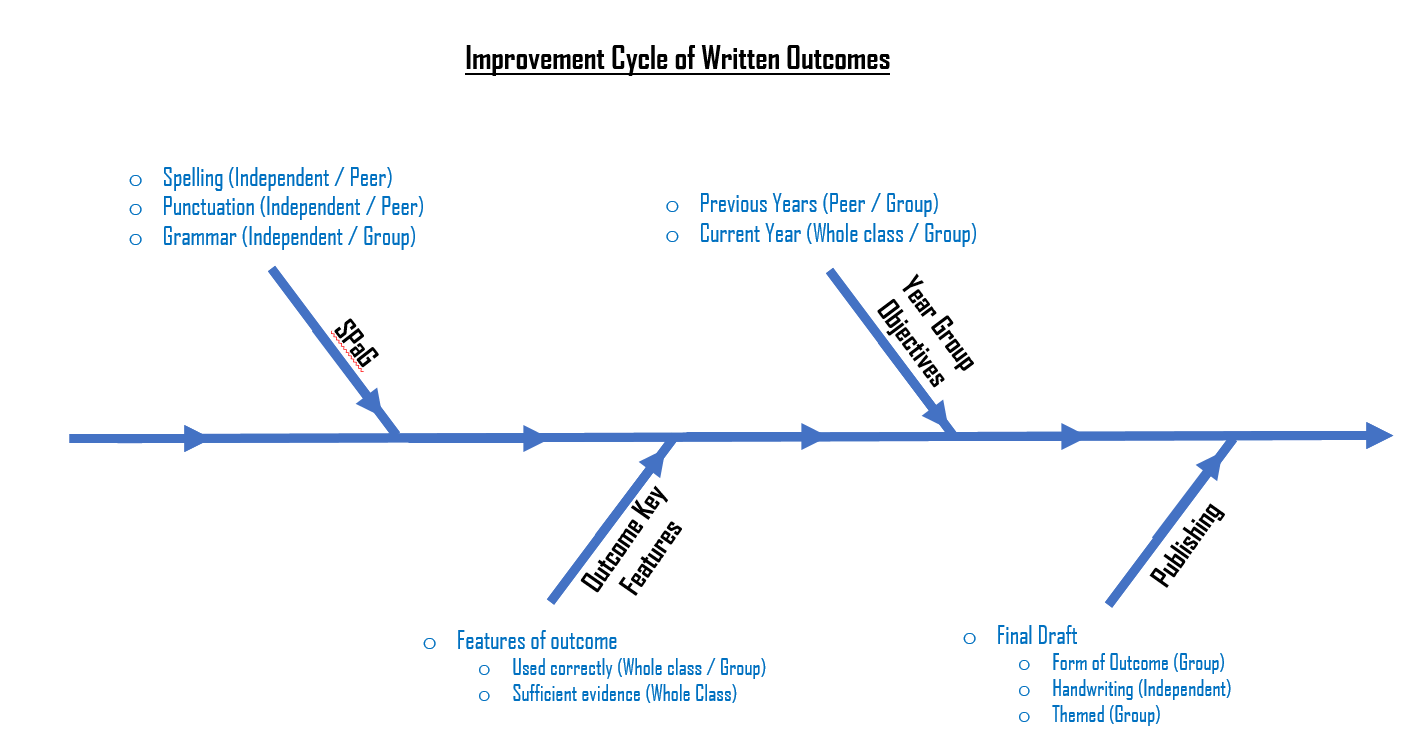 Improvement Cycle of Written Outcomes
o Spelling (Independent / Peer)
o Punctuation (Independent / Peer)
o Grammar (Independent / Group)
SPaG
o Previous Years (Peer / Group)
o Current Year (Whole class / Group)
Year Group
Objectives
Outcome Key
Features
o Features of outcome
o Used correctly (Whole class / Group)
o Sufficient evidence (Whole Class)
Publishing
o Final Draft
o Form of Outcome (Group)
o Handwriting (Independent)
o Themed (Group)